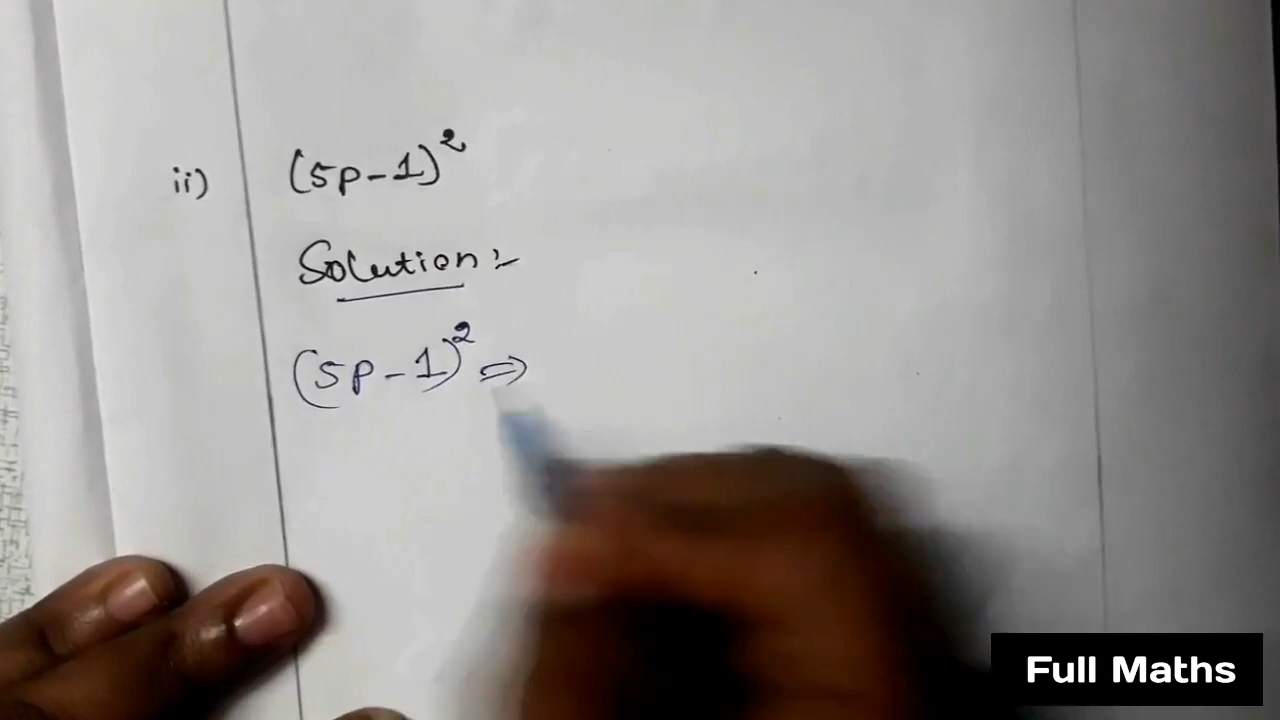 ii) (5p-1)²
Solution:-
(5p-1)² ⇒
Full Maths